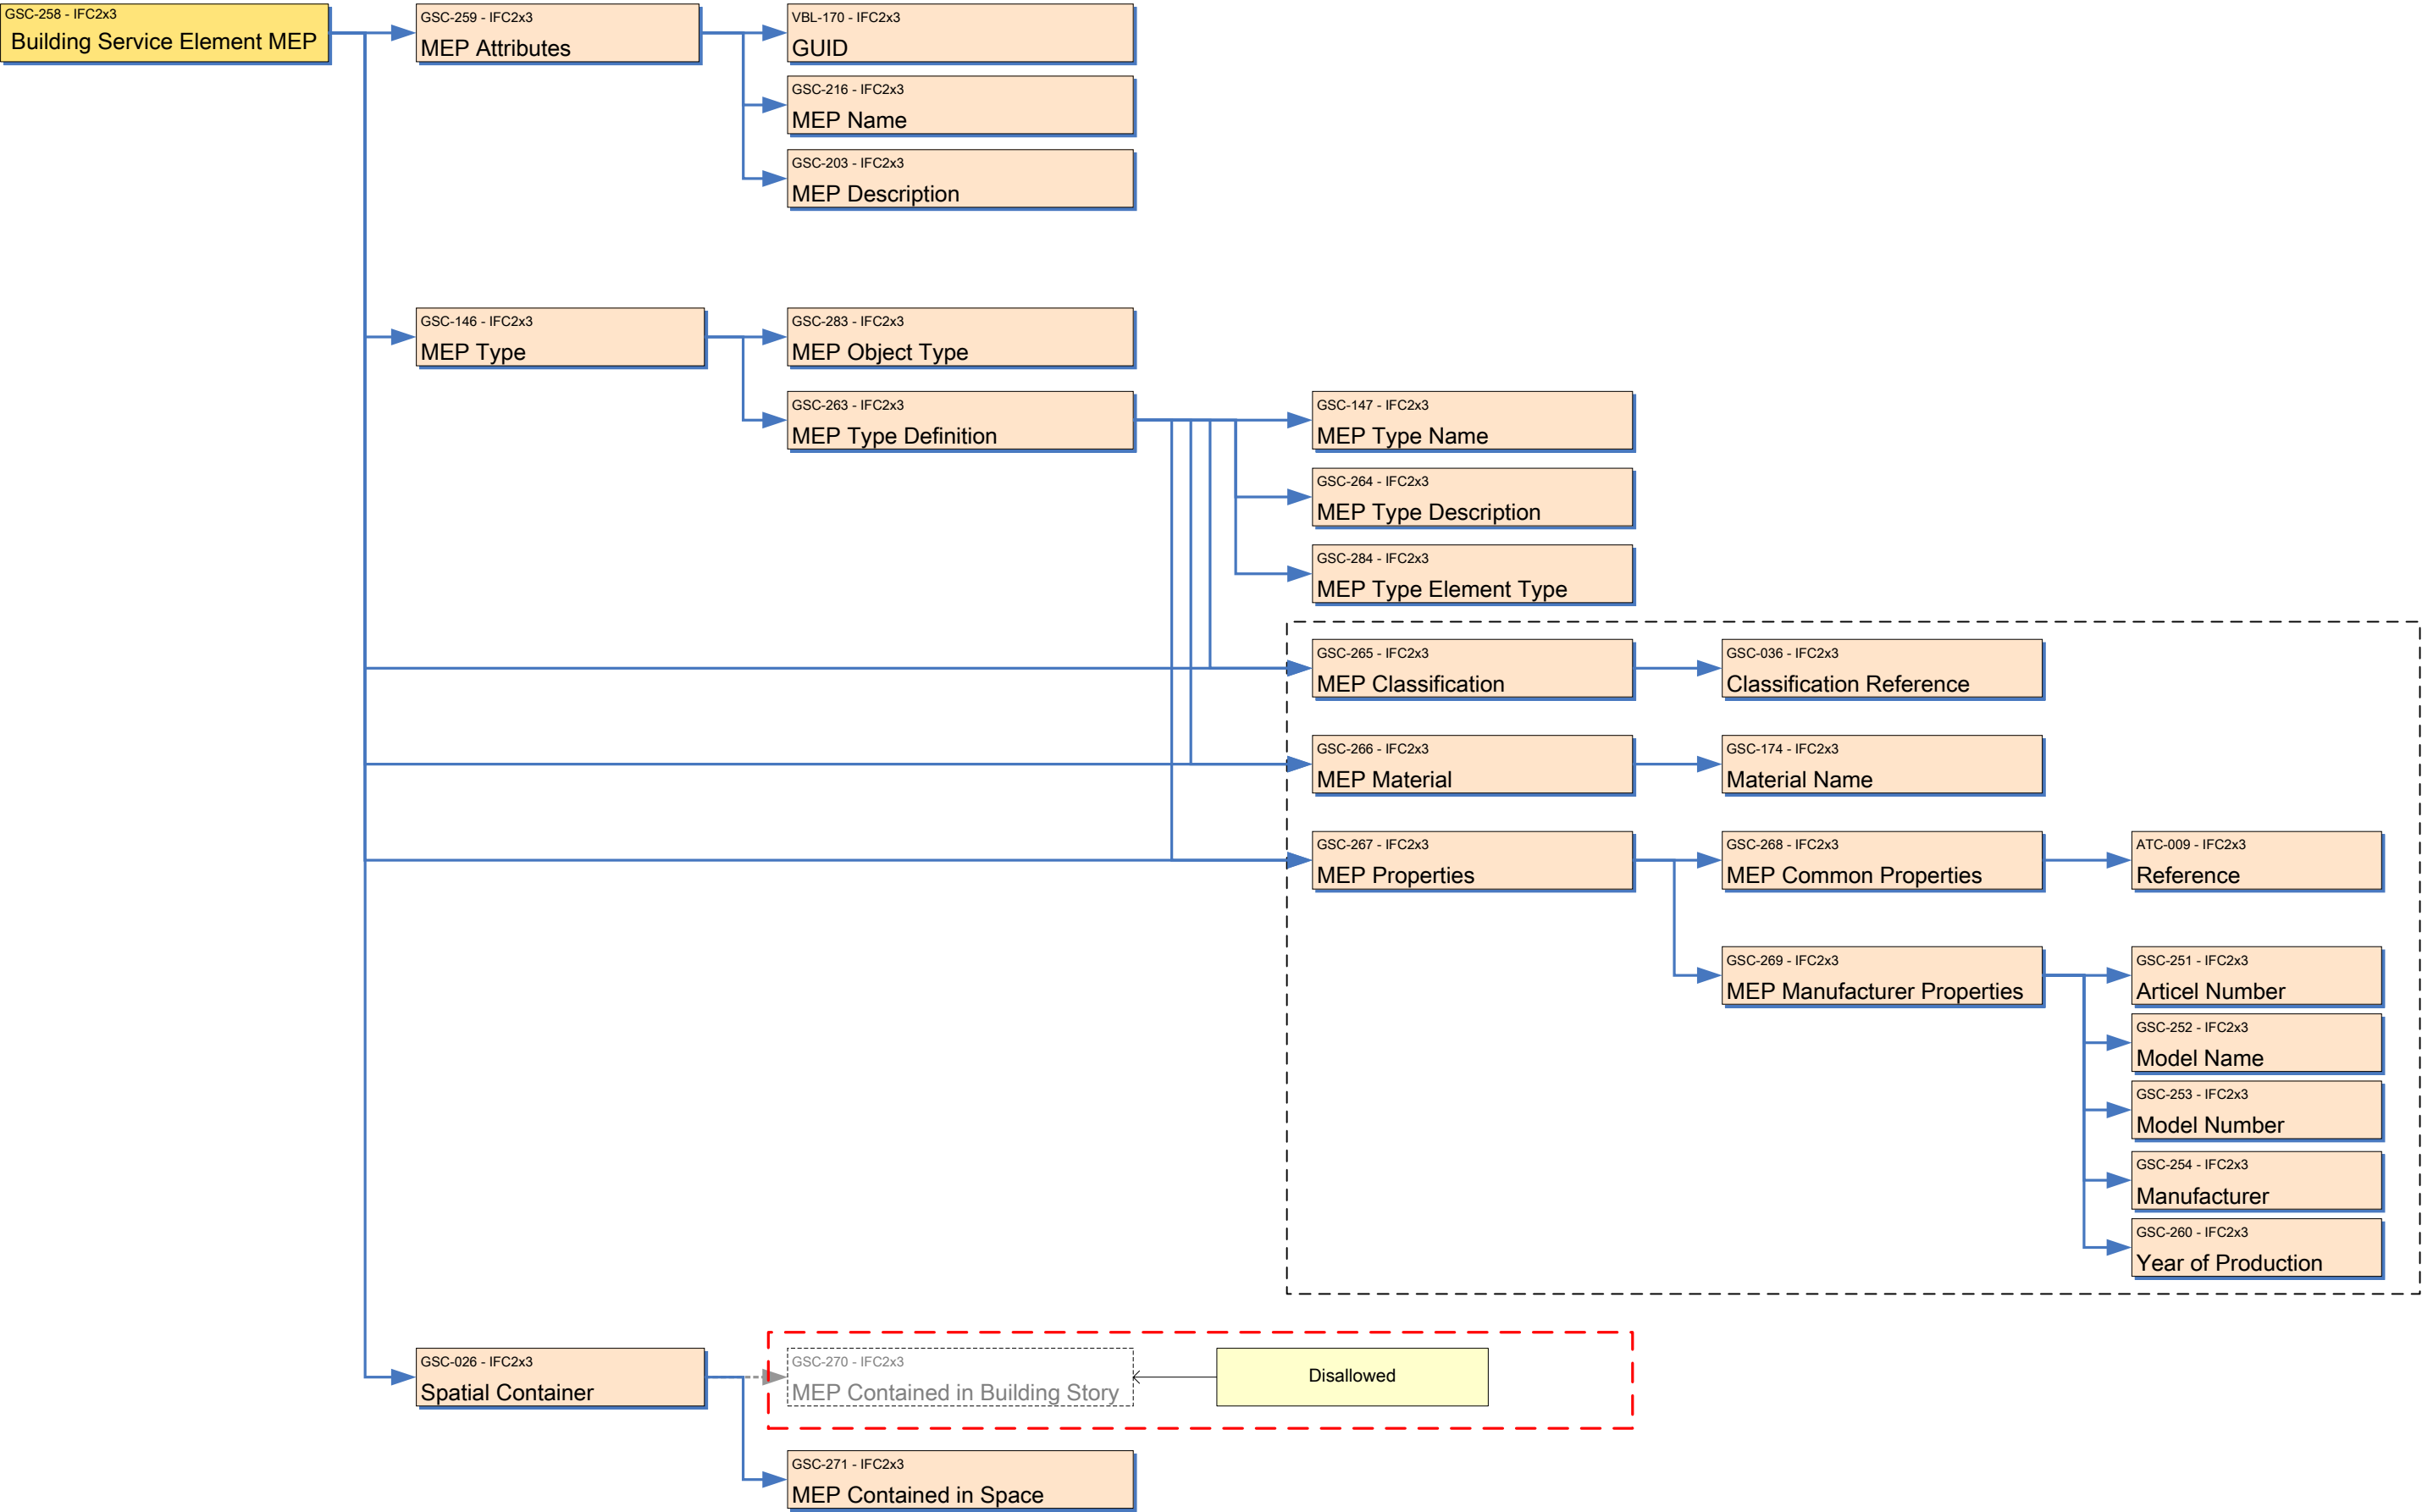 GSC-258 - IFC2x3
Building Service Element MEP
GSC-259 - IFC2x3
MEP Attributes
VBL-170 - IFC2x3
GUID
GSC-216 - IFC2x3
MEP Name
GSC-203 - IFC2x3
MEP Description
GSC-146 - IFC2x3
MEP Type
GSC-283 - IFC2x3
MEP Object Type
GSC-263 - IFC2x3
MEP Type Definition
GSC-147 - IFC2x3
MEP Type Name
GSC-264 - IFC2x3
MEP Type Description
GSC-284 - IFC2x3
MEP Type Element Type
GSC-265 - IFC2x3
MEP Classification
GSC-036 - IFC2x3
Classification Reference
GSC-266 - IFC2x3
MEP Material
GSC-174 - IFC2x3
Material Name
GSC-267 - IFC2x3
MEP Properties
GSC-268 - IFC2x3
MEP Common Properties
ATC-009 - IFC2x3
Reference
GSC-269 - IFC2x3
MEP Manufacturer Properties
GSC-251 - IFC2x3
Articel Number
GSC-252 - IFC2x3
Model Name
GSC-253 - IFC2x3
Model Number
GSC-254 - IFC2x3
Manufacturer
GSC-260 - IFC2x3
Year of Production
GSC-026 - IFC2x3
Spatial Container
GSC-270 - IFC2x3
MEP Contained in Building Story
Disallowed
GSC-271 - IFC2x3
MEP Contained in Space